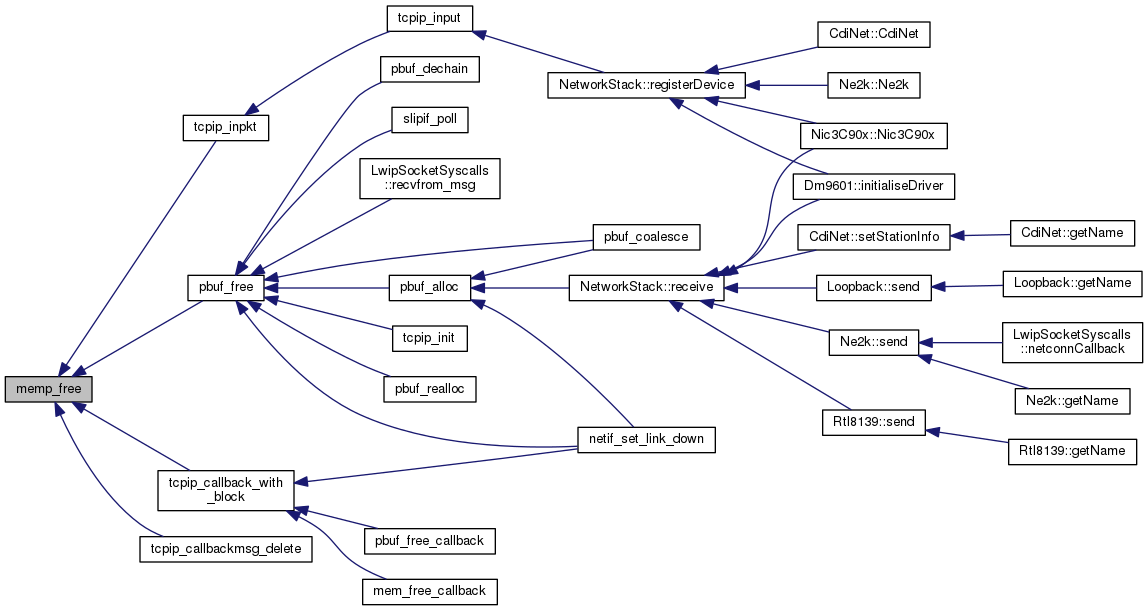 tcpip_input
CdiNet::CdiNet
pbuf_dechain
NetworkStack::registerDevice
Ne2k::Ne2k
slipif_poll
tcpip_inpkt
Nic3C90x::Nic3C90x
LwipSocketSyscalls
::recvfrom_msg
Dm9601::initialiseDriver
pbuf_coalesce
CdiNet::setStationInfo
CdiNet::getName
pbuf_free
pbuf_alloc
NetworkStack::receive
Loopback::send
Loopback::getName
tcpip_init
Ne2k::send
LwipSocketSyscalls
::netconnCallback
memp_free
pbuf_realloc
Ne2k::getName
Rtl8139::send
netif_set_link_down
Rtl8139::getName
tcpip_callback_with
_block
pbuf_free_callback
tcpip_callbackmsg_delete
mem_free_callback